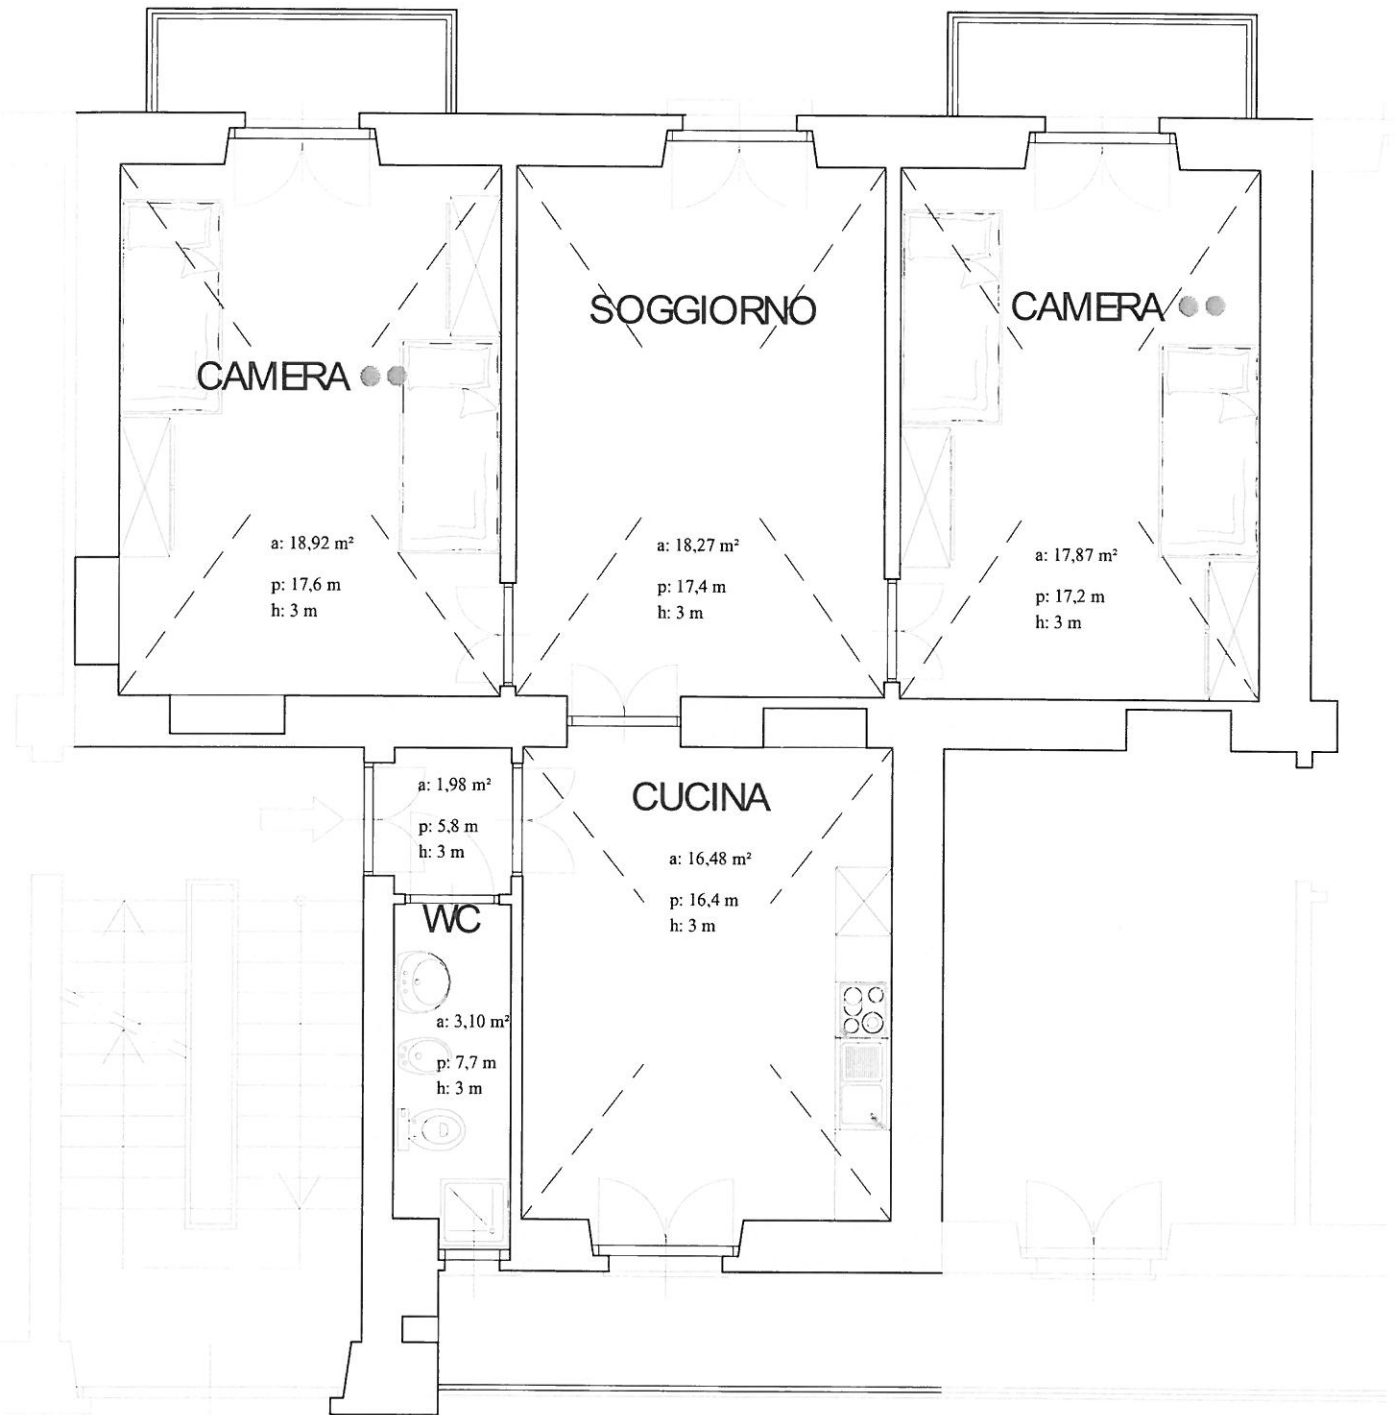 SOGGIORNO
CAMERA
CAMERA
a: 18,92 m²
p: 17,6 m
h: 3 m
a: 18,27 m²
p: 17,4 m
h: 3 m
a: 17,87 m²
p: 17,2 m
h: 3 m
a: 1,98 m²
p: 5,8 m
h: 3 m
CUCINA
a: 16,48 m²
p: 16,4 m
h: 3 m
WC
a: 3,10 m²
p: 7,7 m
h: 3 m